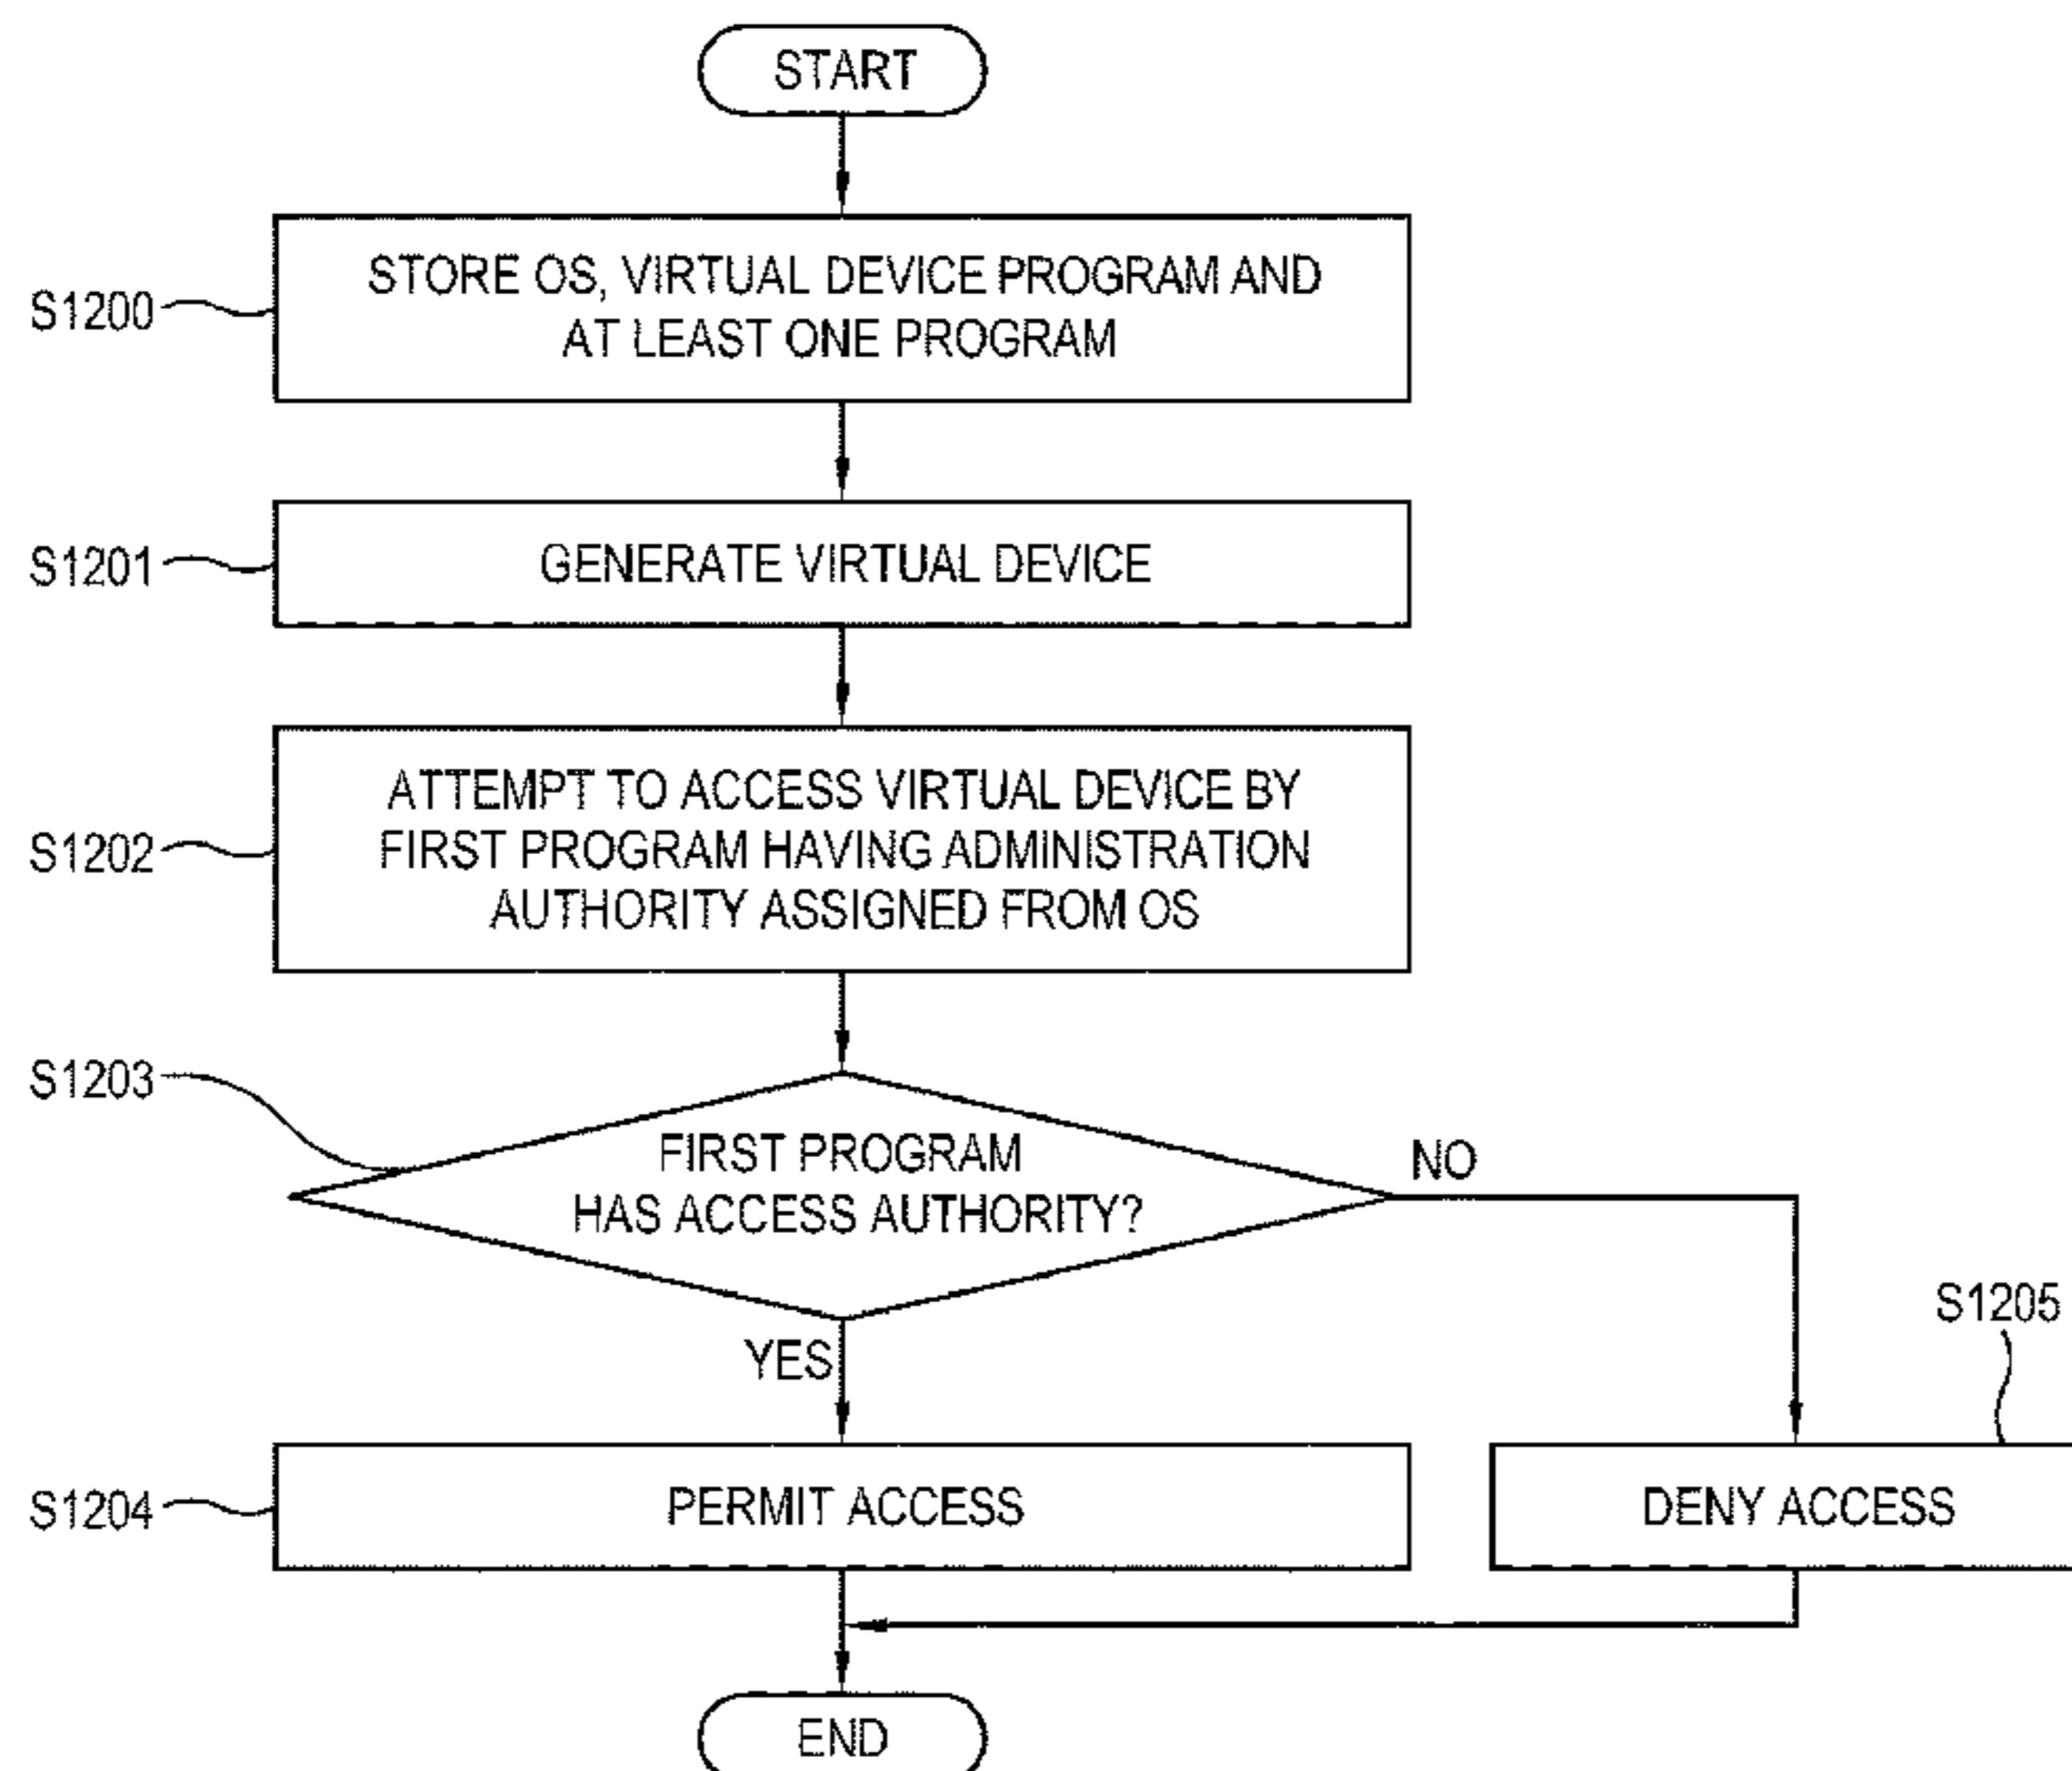 START
S1200
STORE OS, VIRTUAL DEVICE PROGRAM AND
AT LEAST ONE PROGRAM
S1201
GENERATE VIRTUAL DEVICE
S1202
ATTEMPT TO ACCESS VIRTUAL DEVICE BY
FIRST PROGRAM HAVING ADMINISTRATION
AUTHORITY ASSIGNED FROM OS
S1203
FIRST PROGRAM
HAS ACCESS AUTHORITY?
NO
YES
S1205
S1204
PERMIT ACCESS
DENY ACCESS
END